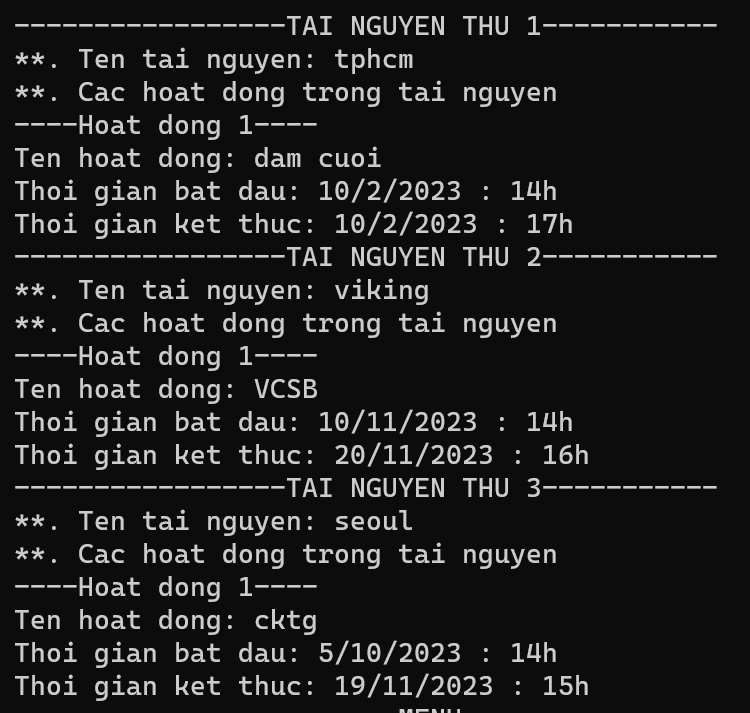 -----------------TAI NGUYEN THU 1-----------
**. Ten tai nguyen: tphcm
**. Cac hoat dong trong tai nguyen
----Hoat dong 1----
Ten hoat dong: dam cuoi
Thoi gian bat dau: 10/2/2023 : 14h
Thoi gian ket thuc: 10/2/2023 : 17h
-----------------TAI NGUYEN THU 2-----------
**. Ten tai nguyen: viking
**. Cac hoat dong trong tai nguyen
----Hoat dong 1----
Ten hoat dong: VCSB
Thoi gian bat dau: 10/11/2023 : 14h
Thoi gian ket thuc: 20/11/2023 : 16h
-----------------TAI NGUYEN THU 3-----------
**. Ten tai nguyen: seoul
**. Cac hoat dong trong tai nguyen
----Hoat dong 1----
Ten hoat dong: cktg
Thoi gian bat dau: 5/10/2023 : 14h
Thoi gian ket thuc: 19/11/2023 : 15h
MENU